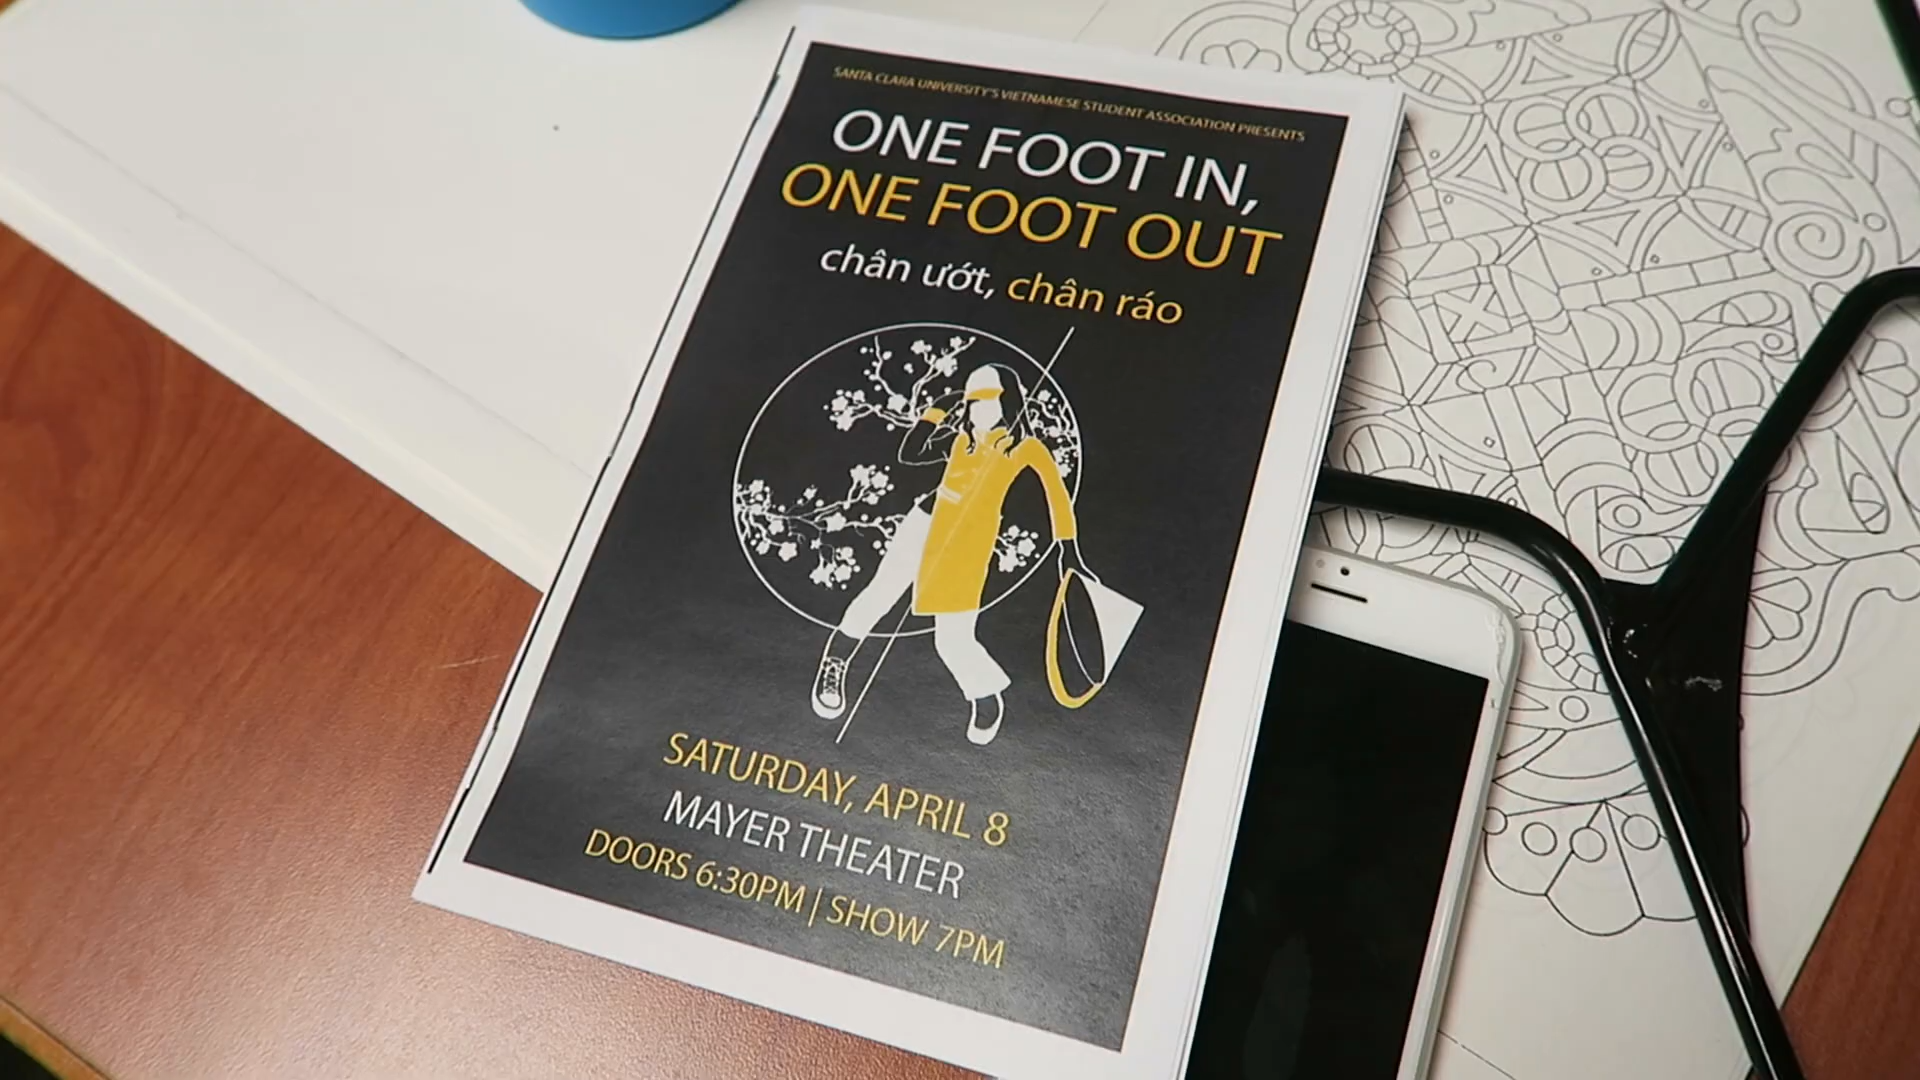 SANTA CLARA UNIVERSITY'S VIETNAMESE STUDENT ASSOCIATION PRESENTS
ONE FOOT IN,
ONE FOOT OUT
chân ướt, chân ráo
SATURDAY, APRIL 8
MAYER THEATER
DOORS 6:30PM | SHOW 7PM